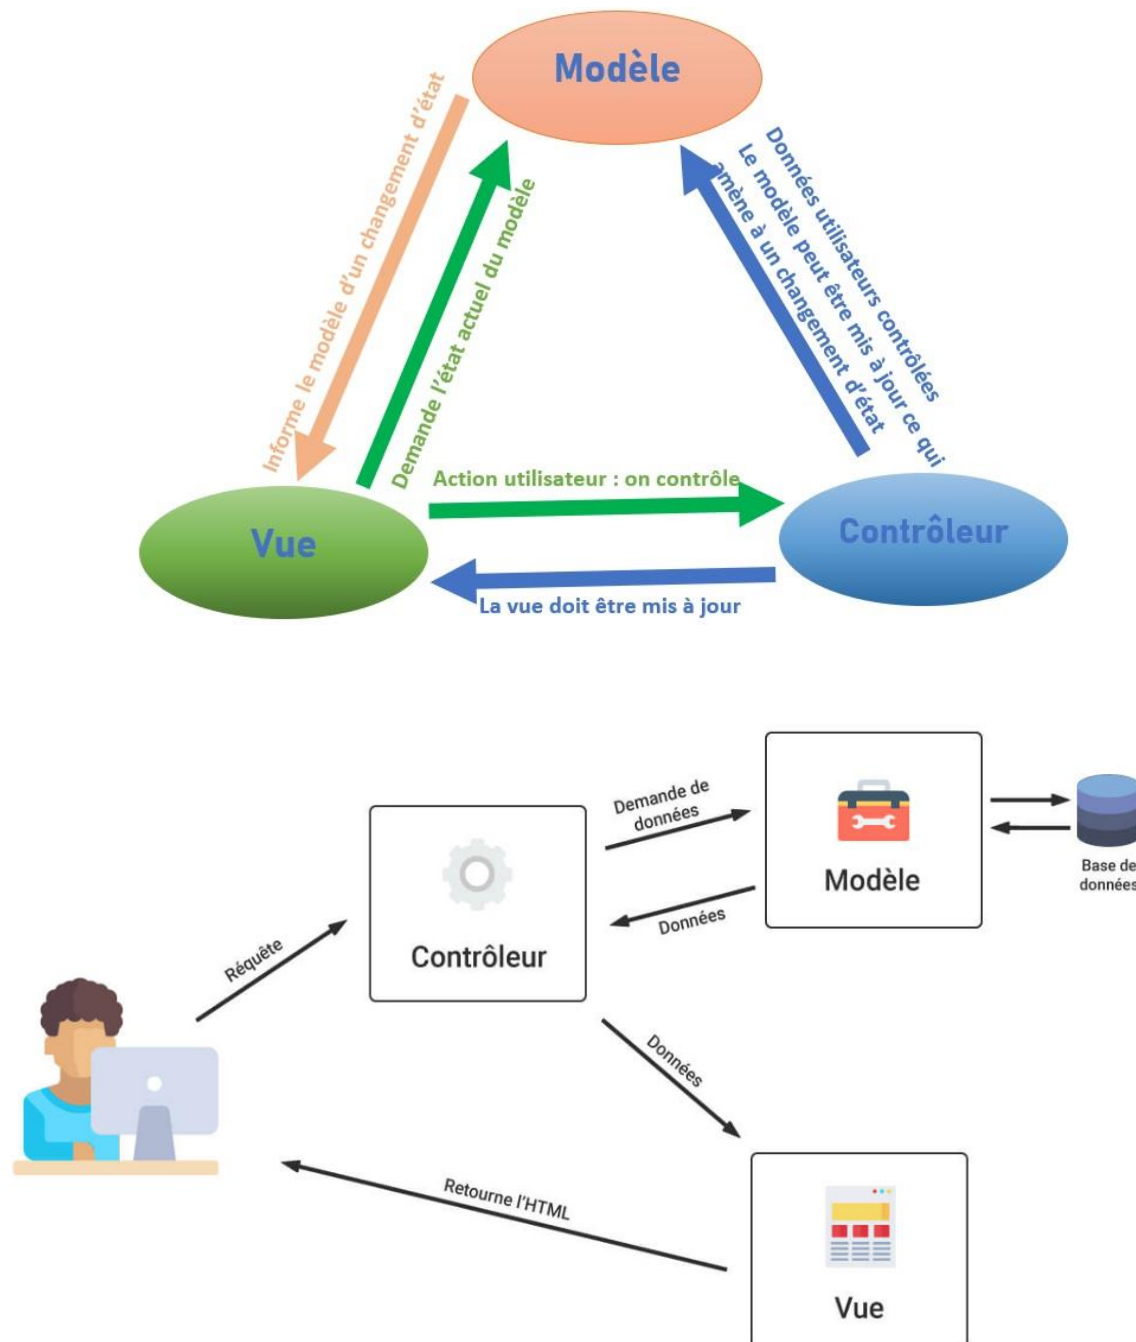 Modèle
Informe le modèle d'un changement d'état
Demande l'état actuel du modèle
Données utilisateurs contrôlées
Le modèle peut être mis à jour ce qui
amène à un changement d'état
Action utilisateur : on contrôle
Vue
Contrôleur
La vue doit être mis à jour
Demande de
données
Modèle
Base de
données
Données
Contrôleur
Réquête
Données
Retourne l'HTML
Vue